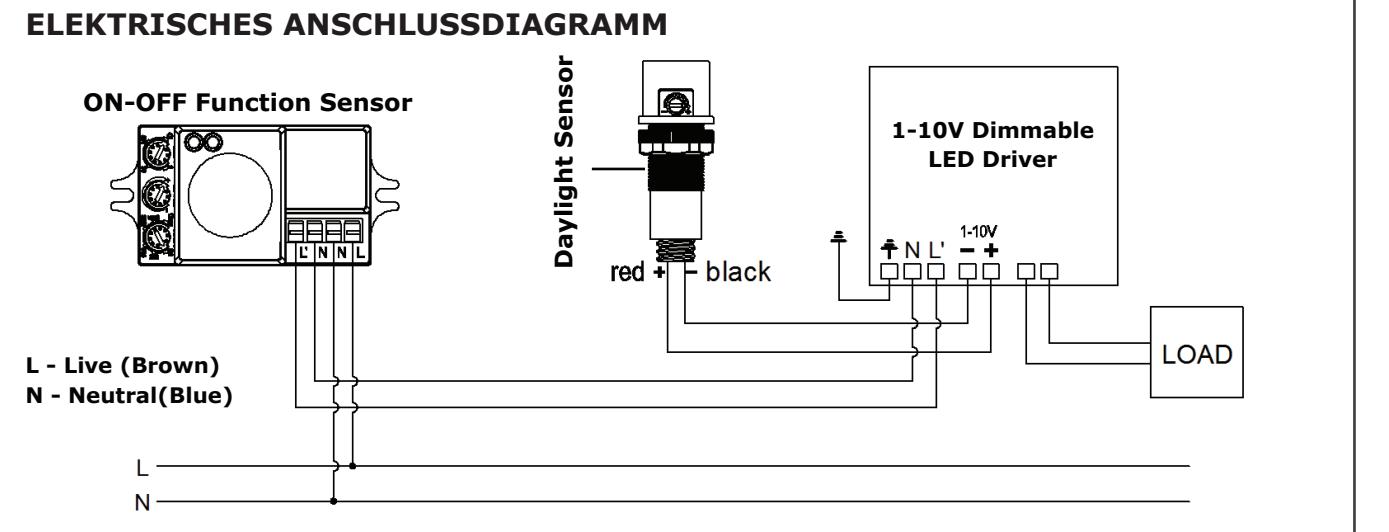 ELEKTRISCHES ANSCHLUSSDIAGRAMM
ON-OFF Function Sensor
L' N N L
Daylight Sensor
red + - black
1-10V Dimmable
LED Driver
1-10V
N L' - +
LOAD
L - Live (Brown)
N - Neutral(Blue)
L
N